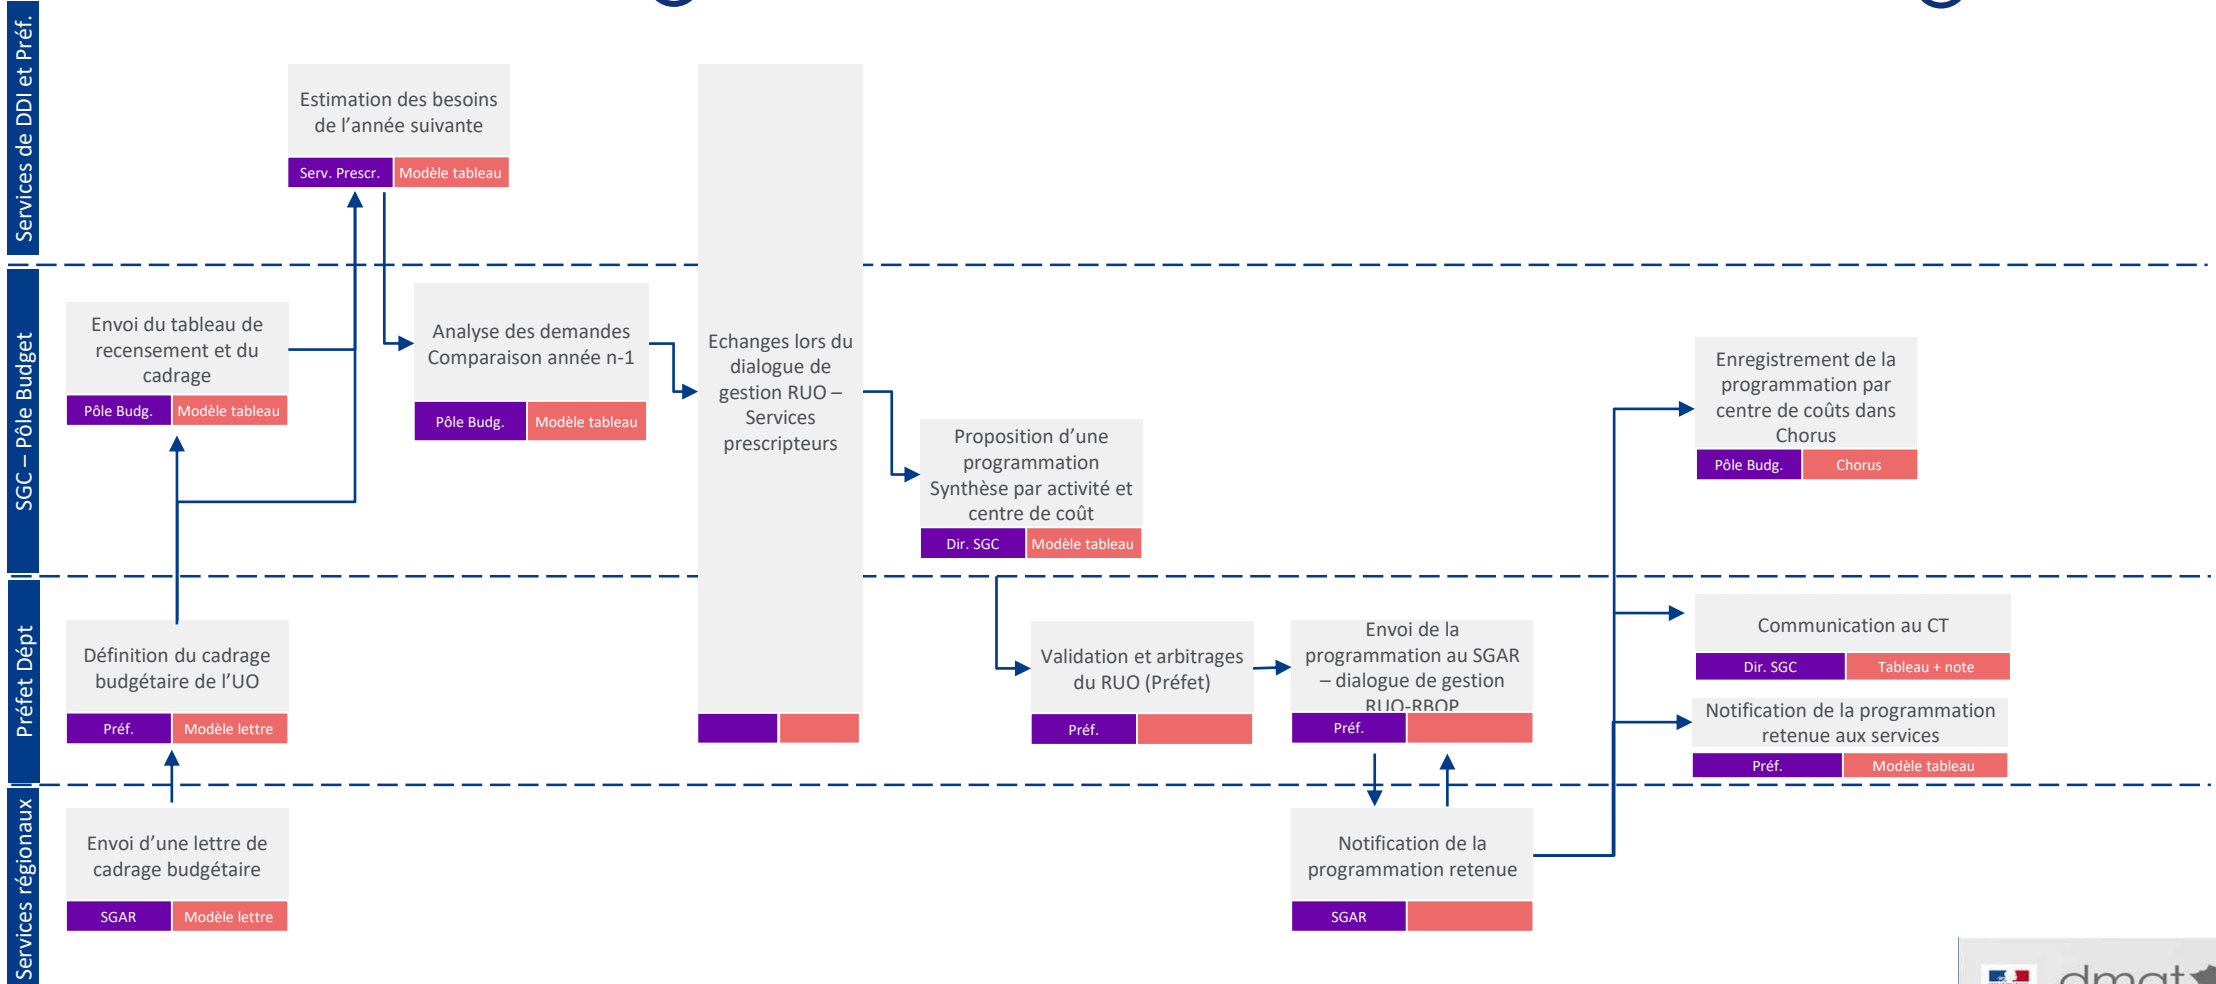 Services de DDI et Préf.
Estimation des besoins
de l'année suivante
Serv. Prescr.
Modèle tableau
SGC – Pôle Budget
Envoi du tableau de
recensement et du
cadrage
Pôle Budg.
Modèle tableau
Analyse des demandes
Comparaison année n-1
Pôle Budg.
Modèle tableau
Echanges lors du
dialogue de
gestion RUO –
Services
prescripteurs
Proposition d'une
programmation
Synthèse par activité et
centre de coût
Dir. SGC
Modèle tableau
Enregistrement de la
programmation par
centre de coûts dans
Chorus
Pôle Budg.
Chorus
Préfet Dépt
Définition du cadrage
budgétaire de l'UO
Préf.
Modèle lettre
Validation et arbitrages
du RUO (Préfet)
Préf.
Envoi de la
programmation au SGAR
– dialogue de gestion
RUO-RBOP
Préf.
Communication au CT
Dir. SGC
Tableau + note
Notification de la programmation
retenue aux services
Préf.
Modèle tableau
Services régionaux
Envoi d'une lettre de
cadrage budgétaire
SGAR
Modèle lettre
Notification de la
programmation retenue
SGAR
dmat